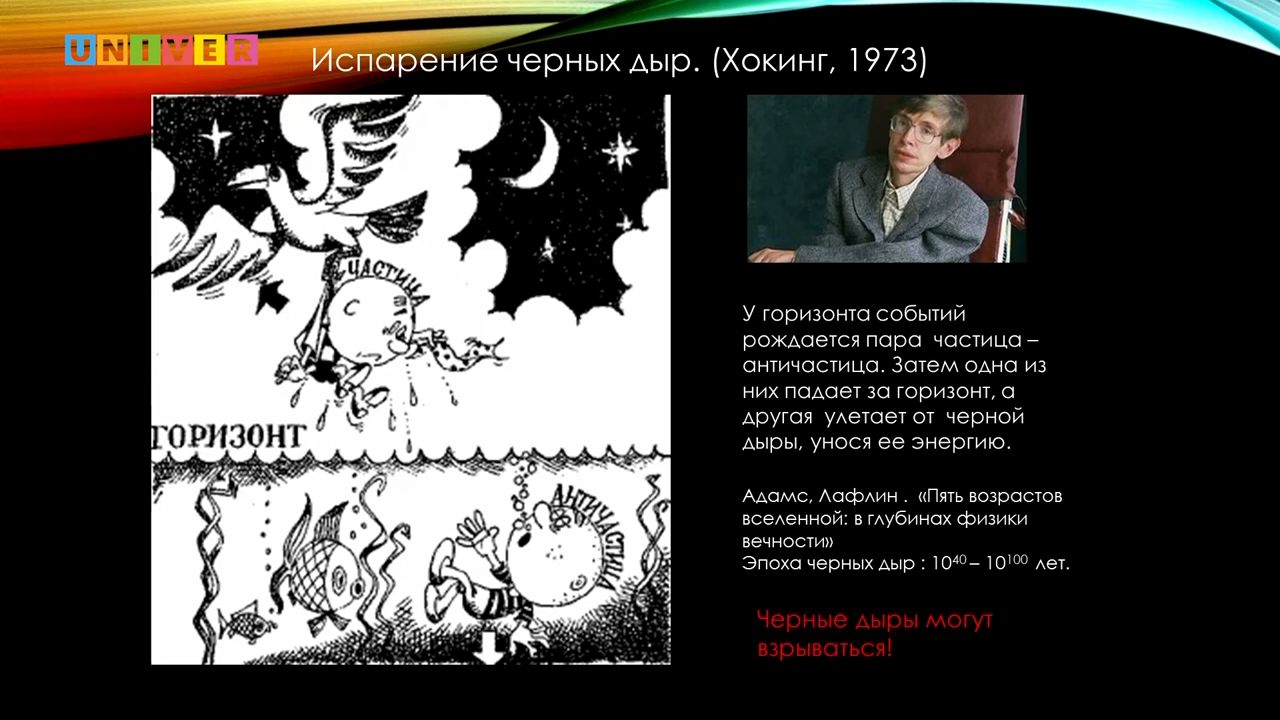 UNIVER
Испарение черных дыр. (Хокинг, 1973)
ЧАСТИЦА
ГОРИЗОНТ
АНТИЧАСТИЦА
У горизонта событий
рождается пара частица –
античастица. Затем одна из
них падает за горизонт, а
другая улетает от черной
дыры, унося ее энергию.
Адамс, Лафлин . «Пять возрастов
вселенной: в глубинах физики
вечности»
Эпоха черных дыр : 10⁴⁰ – 10¹⁰⁰ лет.
Черные дыры могут
взрываться!